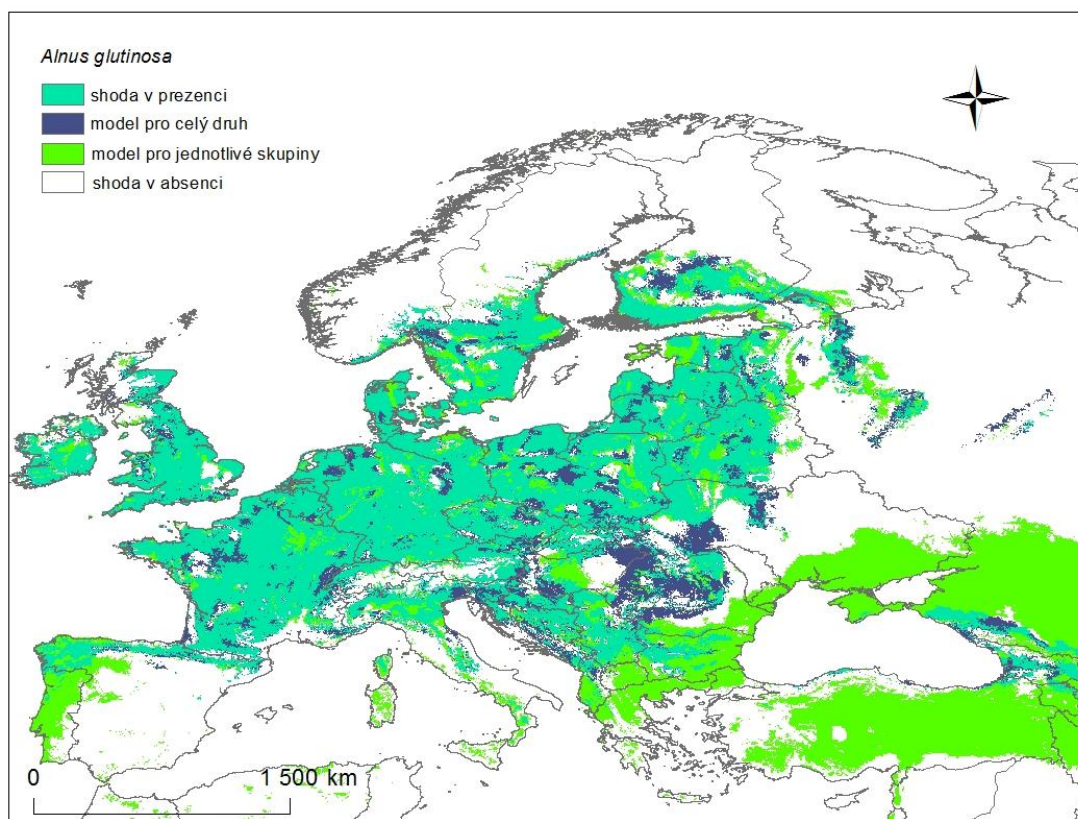 Alnus glutinosa
shoda v prezenci
model pro celý druh
model pro jednotlivé skupiny
shoda v absenci
0 1 500 km